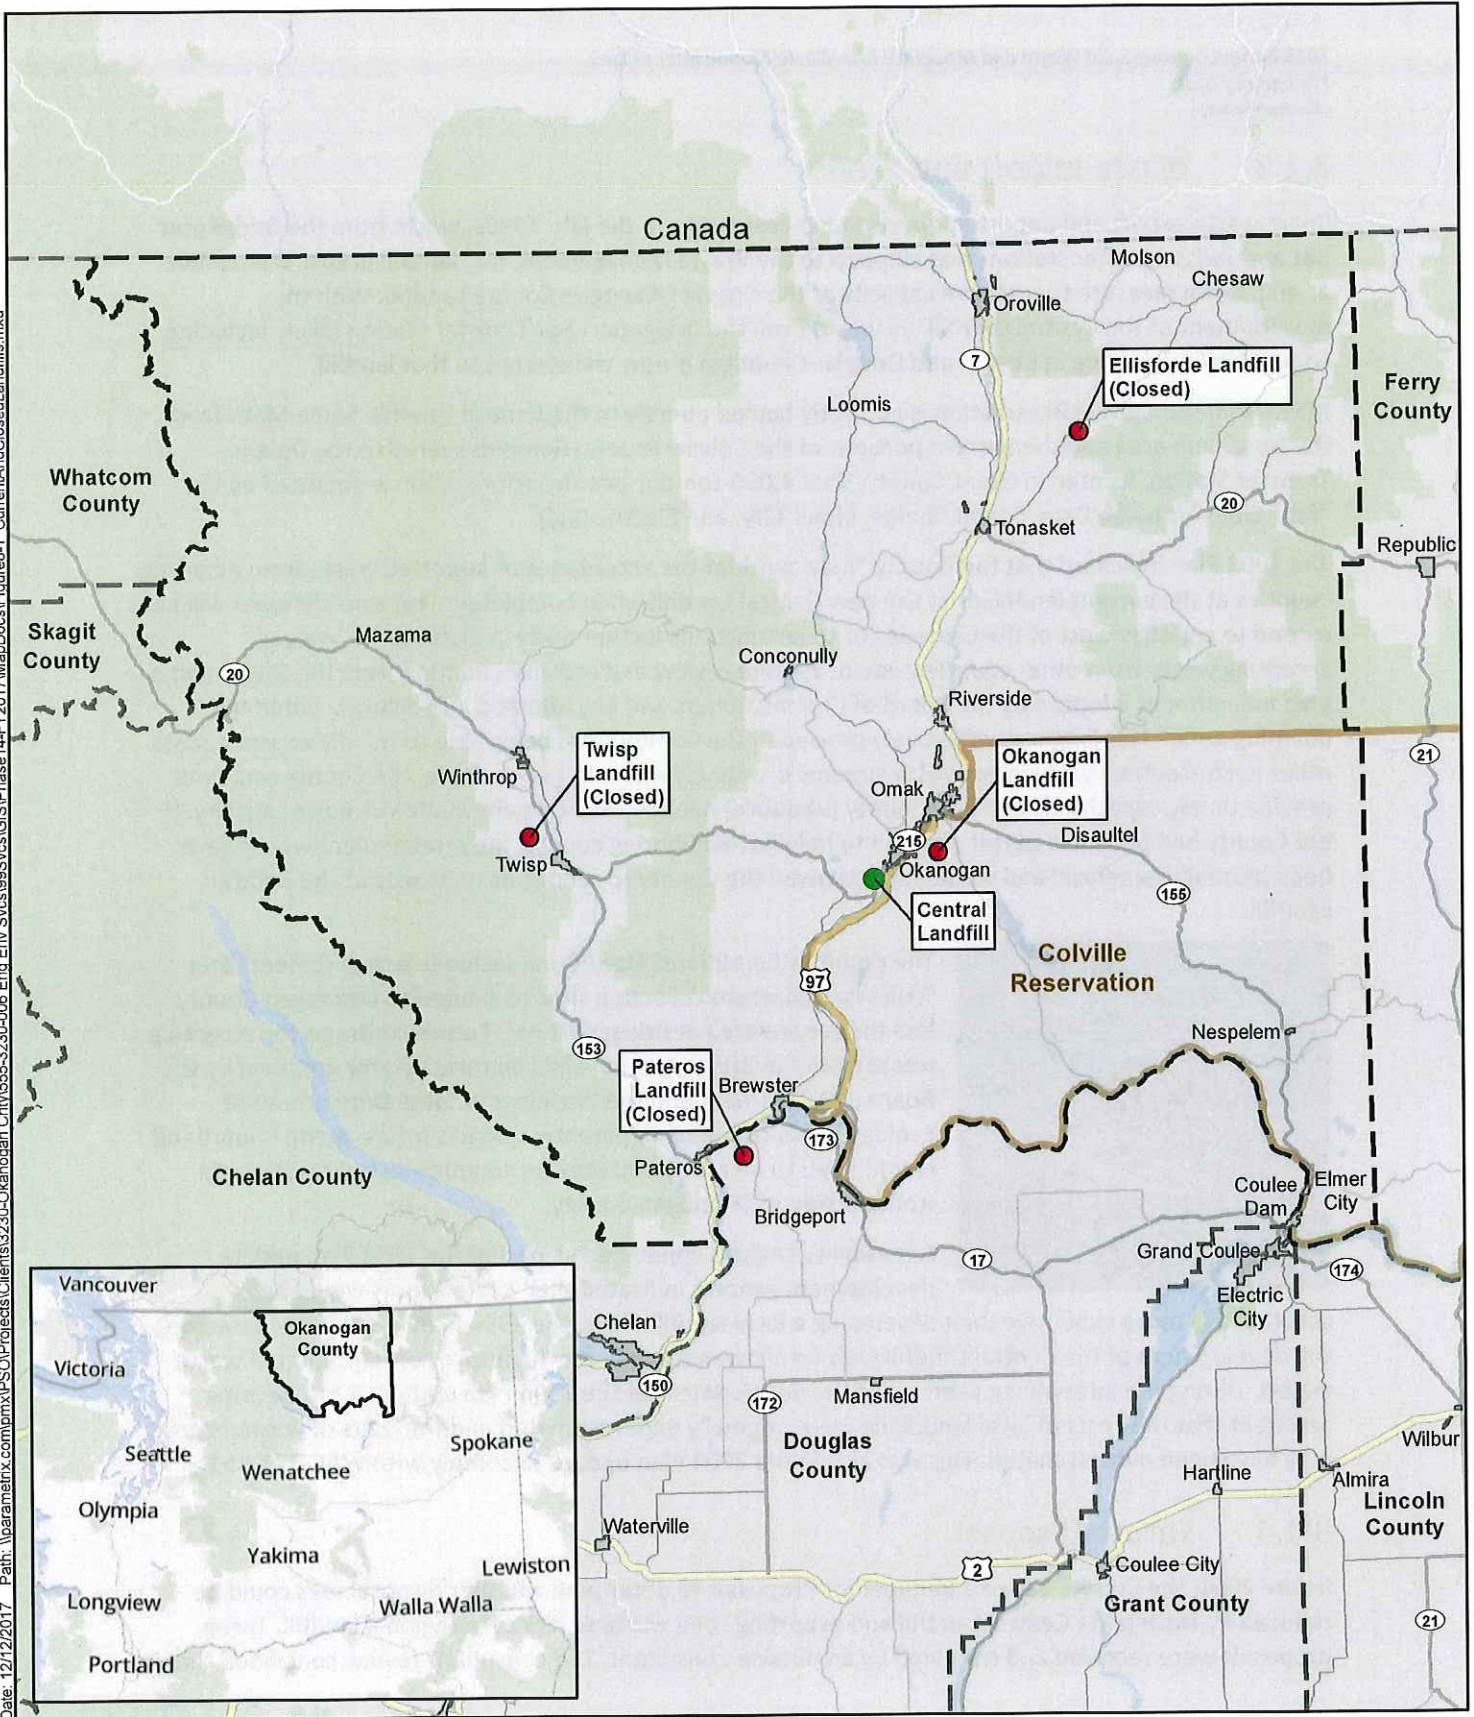 Canada
Molson
Chesaw
Oroville
7
Ellisforde Landfill
(Closed)
Ferry
County
Loomis
Whatcom
County
20
Tonasket
Republic
Skagit
County
Mazama
20
Conconully
Riverside
21
Twisp
Landfill
(Closed)
Winthrop
Okanogan
Landfill
(Closed)
Omak
215
Disautel
Twisp
Okanogan
155
Central
Landfill
Colville
Reservation
97
Nespelem
153
Pateros
Landfill
(Closed)
Brewster
173
Pateros
Chelan County
Bridgeport
Coulee
Dam
Elmer
City
Grand Coulee
17
174
Electric
City
Chelan
150
172
Mansfield
Douglas
County
Wilbur
Hartline
Almira
Lincoln
County
Waterville
2
Coulee City
Grant County
21
Vancouver
Okanogan
County
Victoria
Seattle
Spokane
Wenatchee
Olympia
Yakima
Lewiston
Longview
Walla Walla
Portland